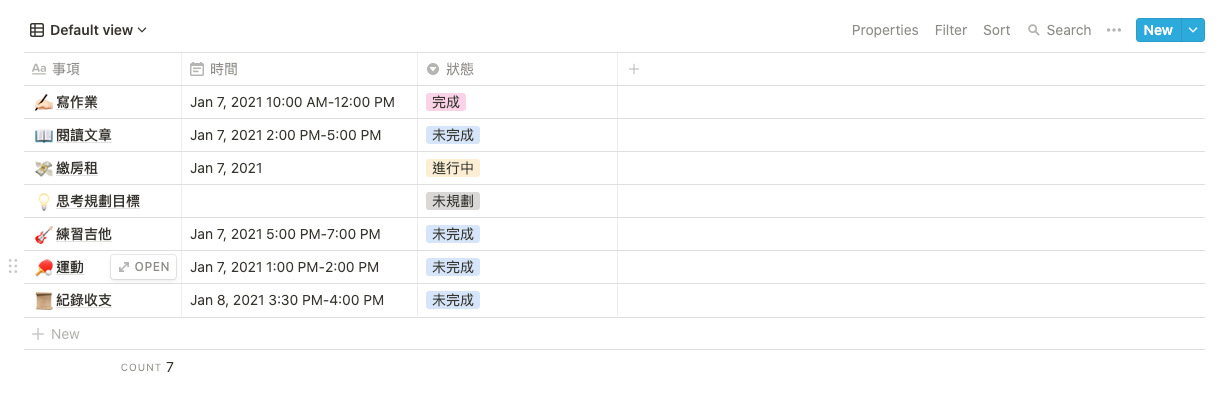 Default view Properties Filter Sort Search ••• New
Aa 事項 時間 狀態 +
✍🏻 寫作業 Jan 7, 2021 10:00 AM-12:00 PM 完成
📖 閱讀文章 Jan 7, 2021 2:00 PM-5:00 PM 未完成
💸 繳房租 Jan 7, 2021 進行中
💡 思考規劃目標 未規劃
🎸 練習吉他 Jan 7, 2021 5:00 PM-7:00 PM 未完成
🏓 運動 OPEN Jan 7, 2021 1:00 PM-2:00 PM 未完成
📜 紀錄收支 Jan 8, 2021 3:30 PM-4:00 PM 未完成
+ New
COUNT 7